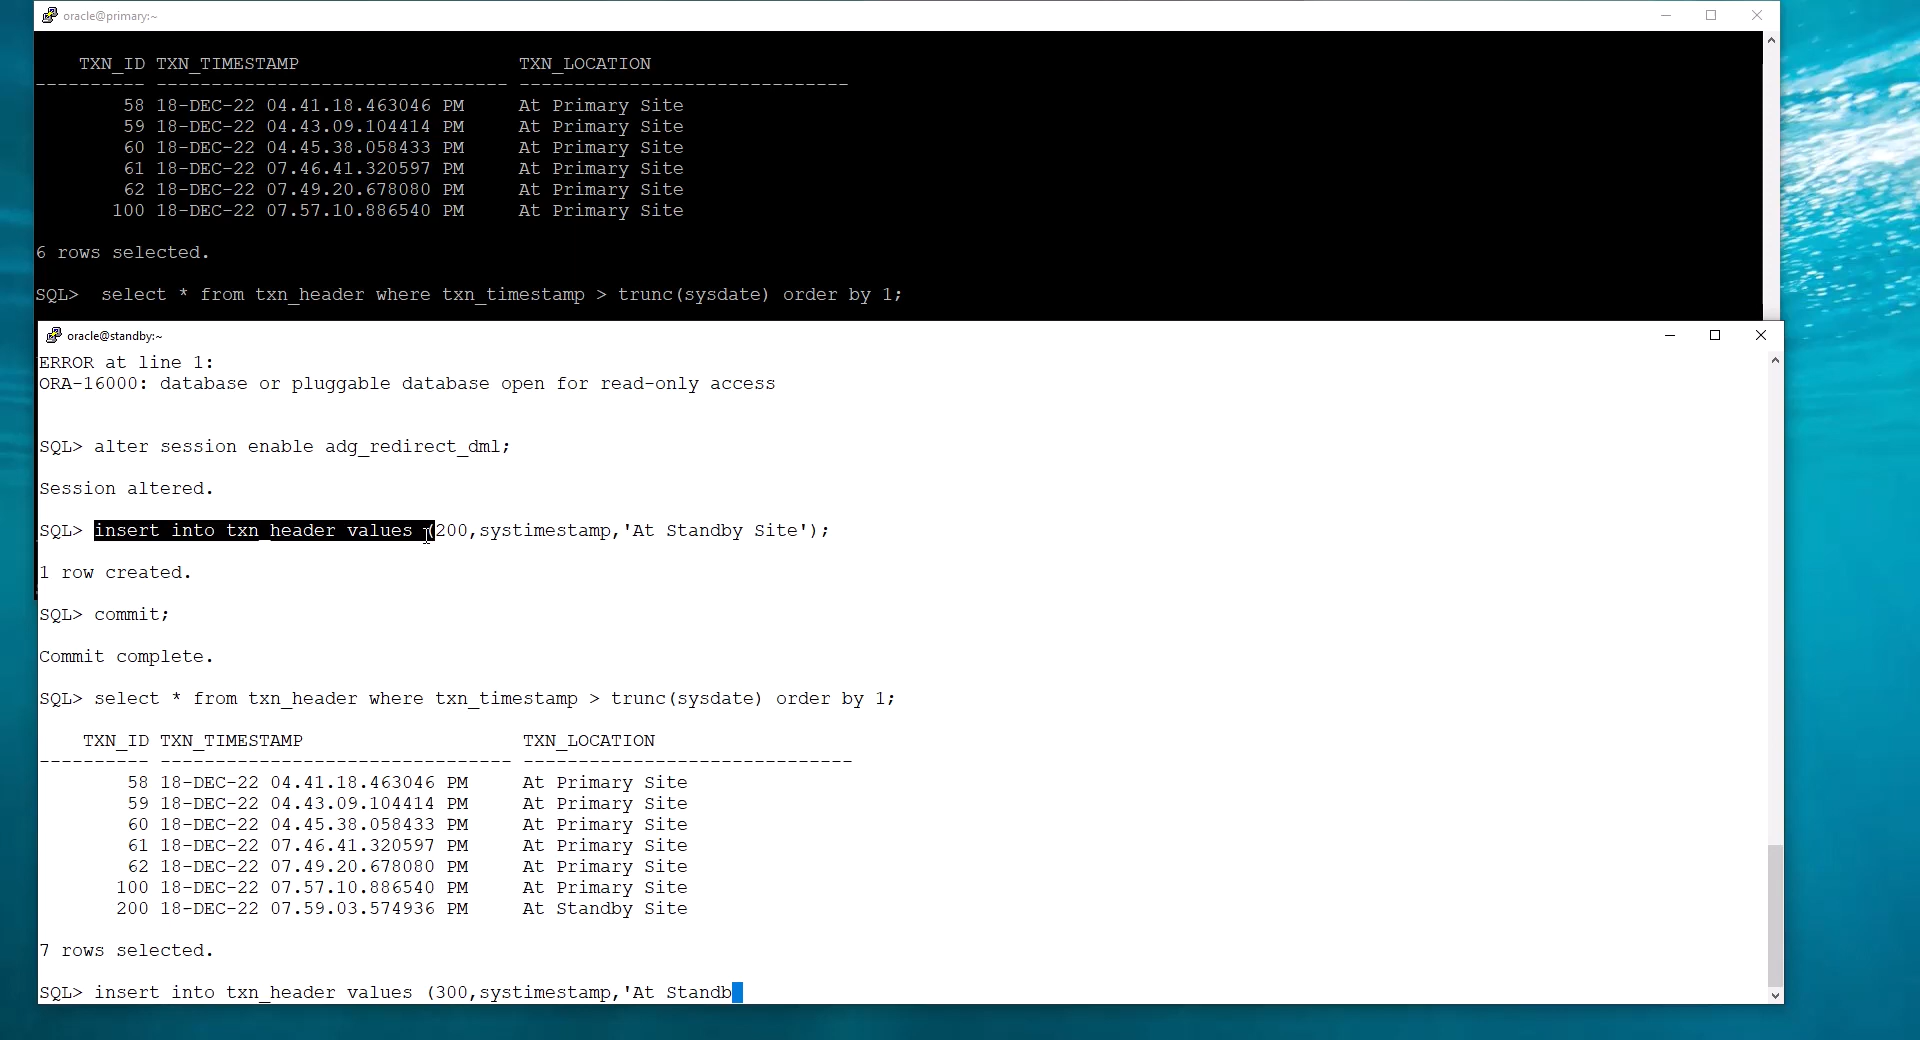 oracle@primary:~
TXN_ID TXN_TIMESTAMP TXN_LOCATION
---------- -------------------------------- ------------------------------
58 18-DEC-22 04.41.18.463046 PM At Primary Site
59 18-DEC-22 04.43.09.104414 PM At Primary Site
60 18-DEC-22 04.45.38.058433 PM At Primary Site
61 18-DEC-22 07.46.41.320597 PM At Primary Site
62 18-DEC-22 07.49.20.678080 PM At Primary Site
100 18-DEC-22 07.57.10.886540 PM At Primary Site
6 rows selected.
SQL>  select * from txn_header where txn_timestamp > trunc(sysdate) order by 1;
oracle@standby:~
ERROR at line 1:
ORA-16000: database or pluggable database open for read-only access
SQL> alter session enable adg_redirect_dml;
Session altered.
SQL> insert into txn_header values (200,systimestamp,'At Standby Site');
1 row created.
SQL> commit;
Commit complete.
SQL> select * from txn_header where txn_timestamp > trunc(sysdate) order by 1;
TXN_ID TXN_TIMESTAMP TXN_LOCATION
---------- -------------------------------- ------------------------------
58 18-DEC-22 04.41.18.463046 PM At Primary Site
59 18-DEC-22 04.43.09.104414 PM At Primary Site
60 18-DEC-22 04.45.38.058433 PM At Primary Site
61 18-DEC-22 07.46.41.320597 PM At Primary Site
62 18-DEC-22 07.49.20.678080 PM At Primary Site
100 18-DEC-22 07.57.10.886540 PM At Primary Site
200 18-DEC-22 07.59.03.574936 PM At Standby Site
7 rows selected.
SQL> insert into txn_header values (300,systimestamp,'At Standb